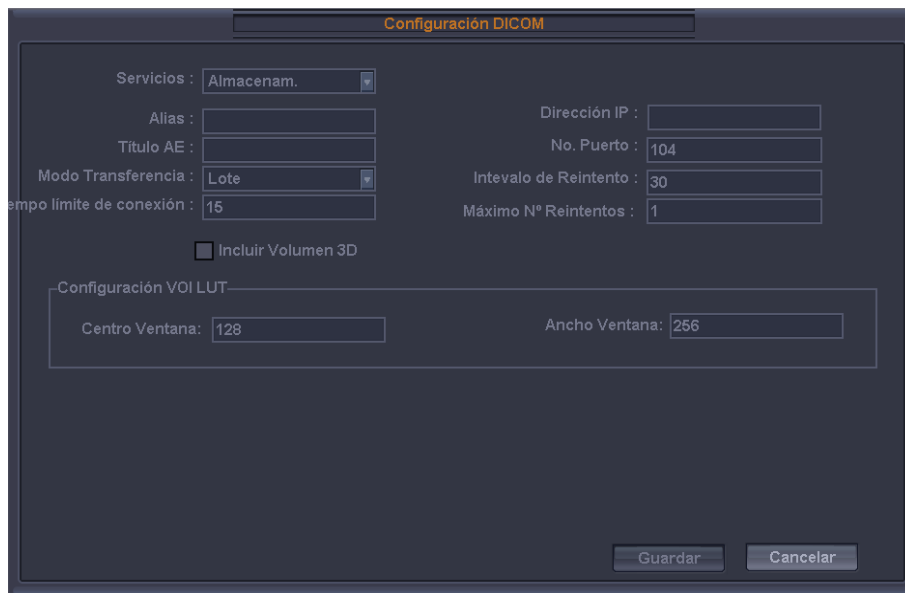 Configuración DICOM
Servicios : Almacenam.
Alias :
Dirección IP :
Título AE :
No. Puerto : 104
Modo Transferencia : Lote
Intevalo de Reintento : 30
empo límite de conexión : 15
Máximo Nº Reintentos : 1
Incluir Volumen 3D
Configuración VOI LUT
Centro Ventana: 128
Ancho Ventana: 256
Guardar
Cancelar